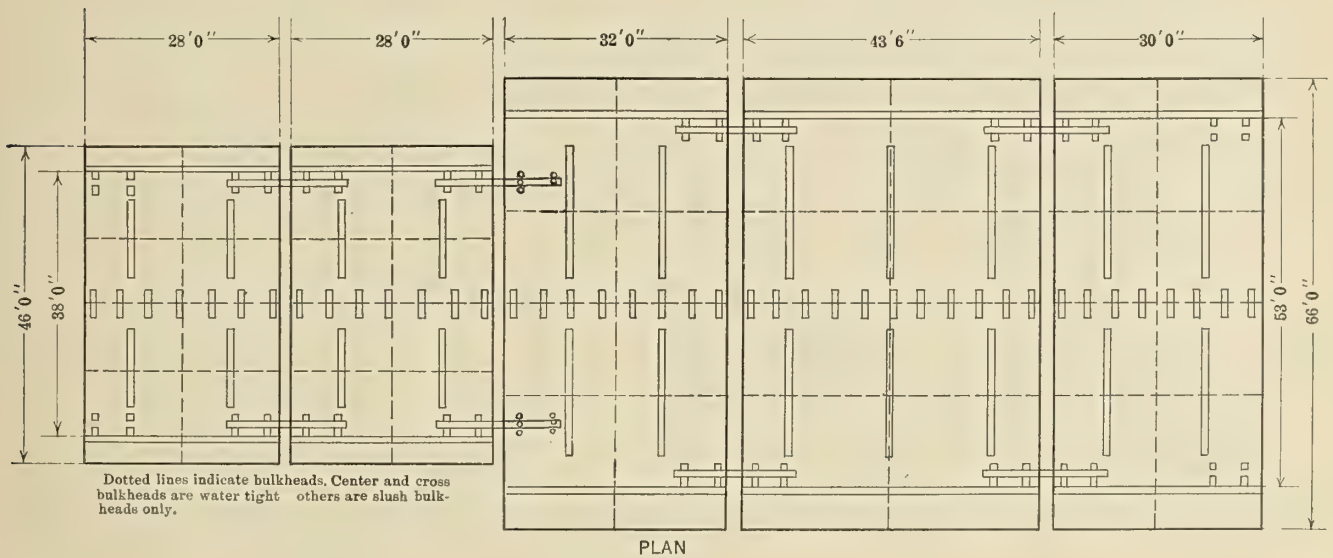 28'0"
28'0"
32'0"
43'6"
30'0"
46'0"
38'0"
53'0"
66'0"
Dotted lines indicate bulkheads. Center and cross
bulkheads are water tight others are slush bulk-
heads only.
PLAN